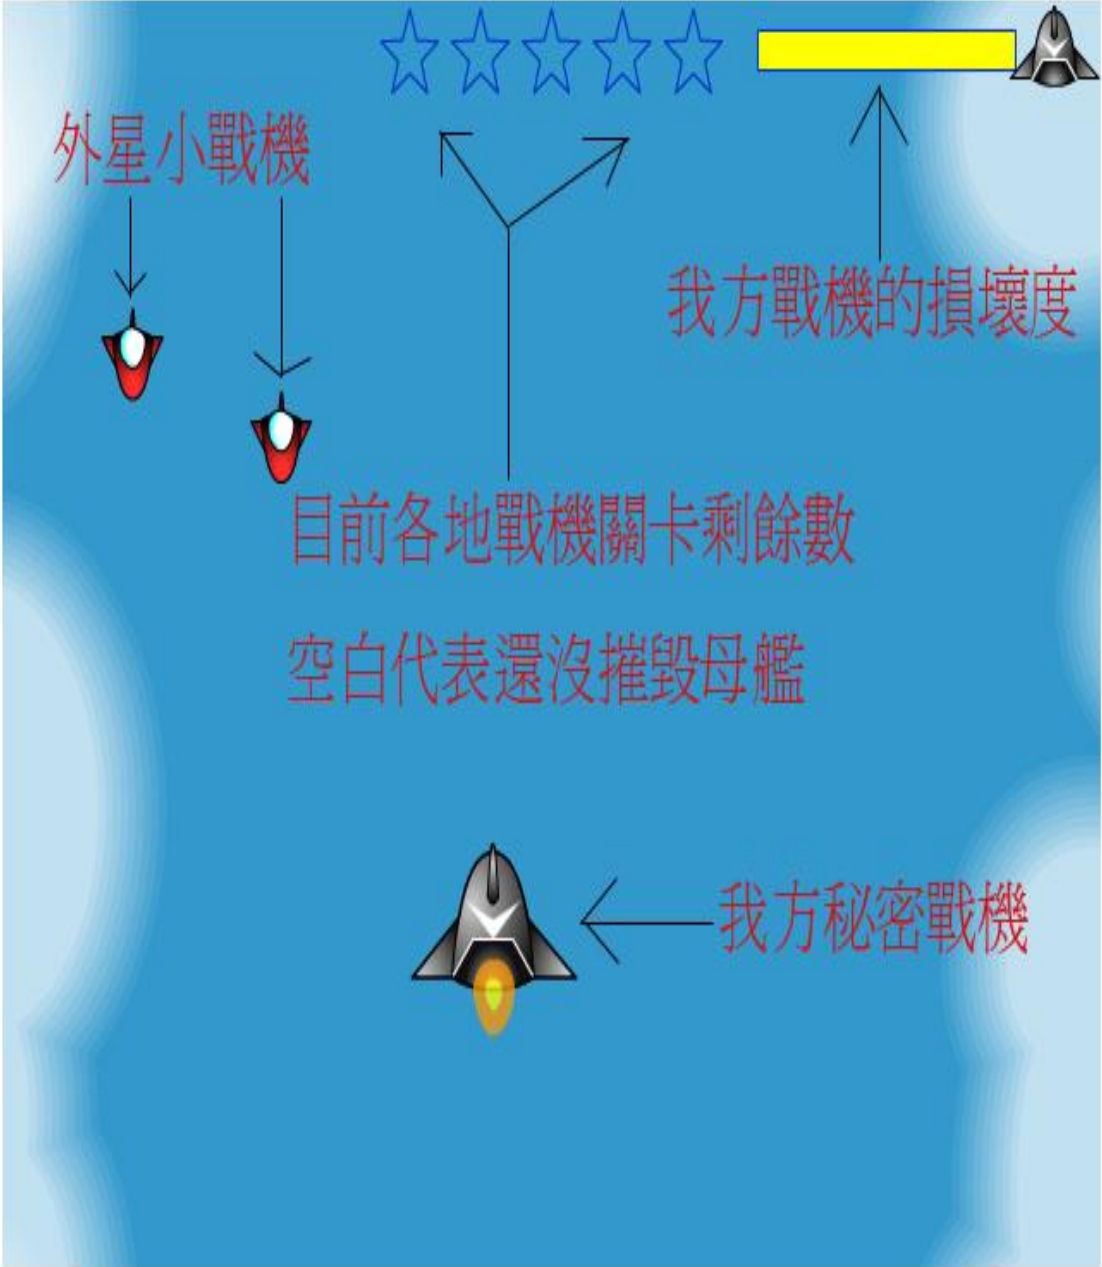 外星小戰機
我方戰機的損壞度
目前各地戰機關卡剩餘數
空白代表還沒摧毀母艦
我方秘密戰機